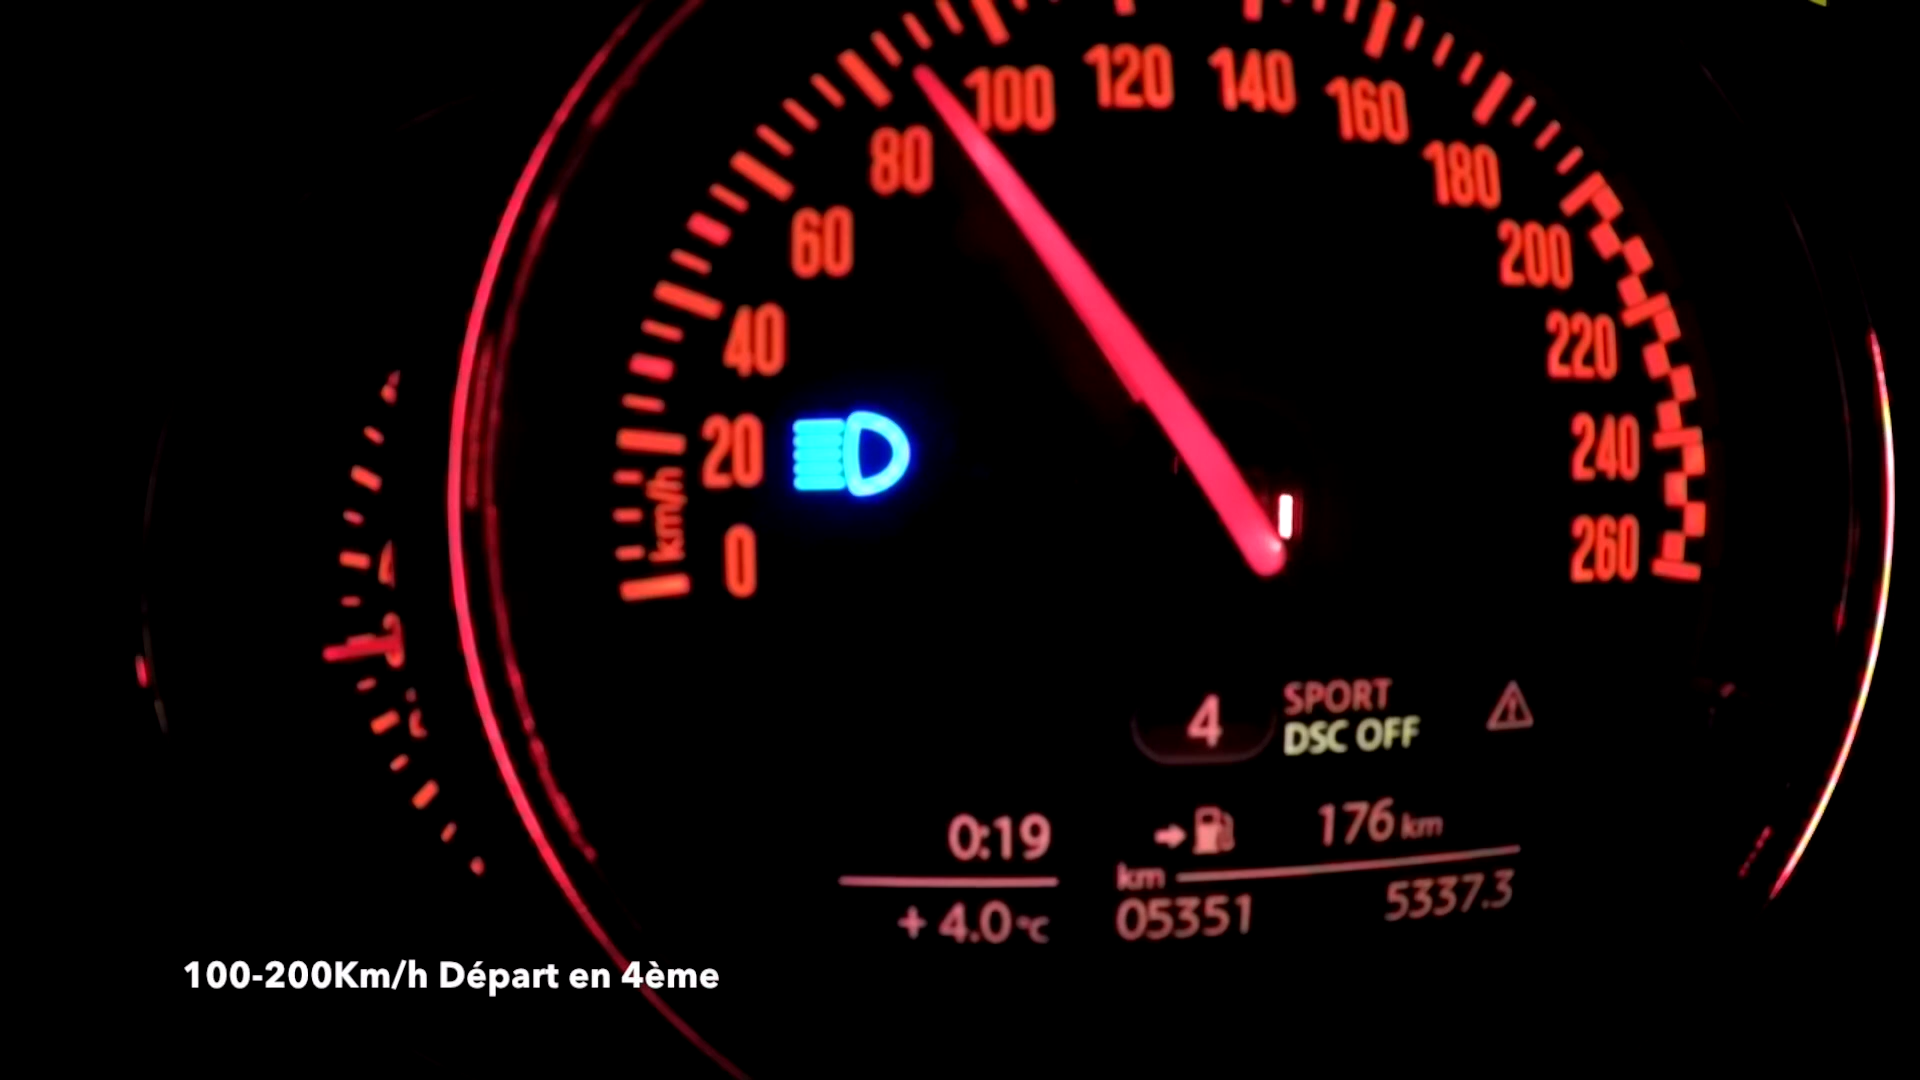 100 120 140 160
80 180
60 200
40 220
20 240
km/h
0 260
4 SPORT
DSC OFF
0:19 176 km
km
+ 4.0°C 05351 5337.3
100-200Km/h Départ en 4ème